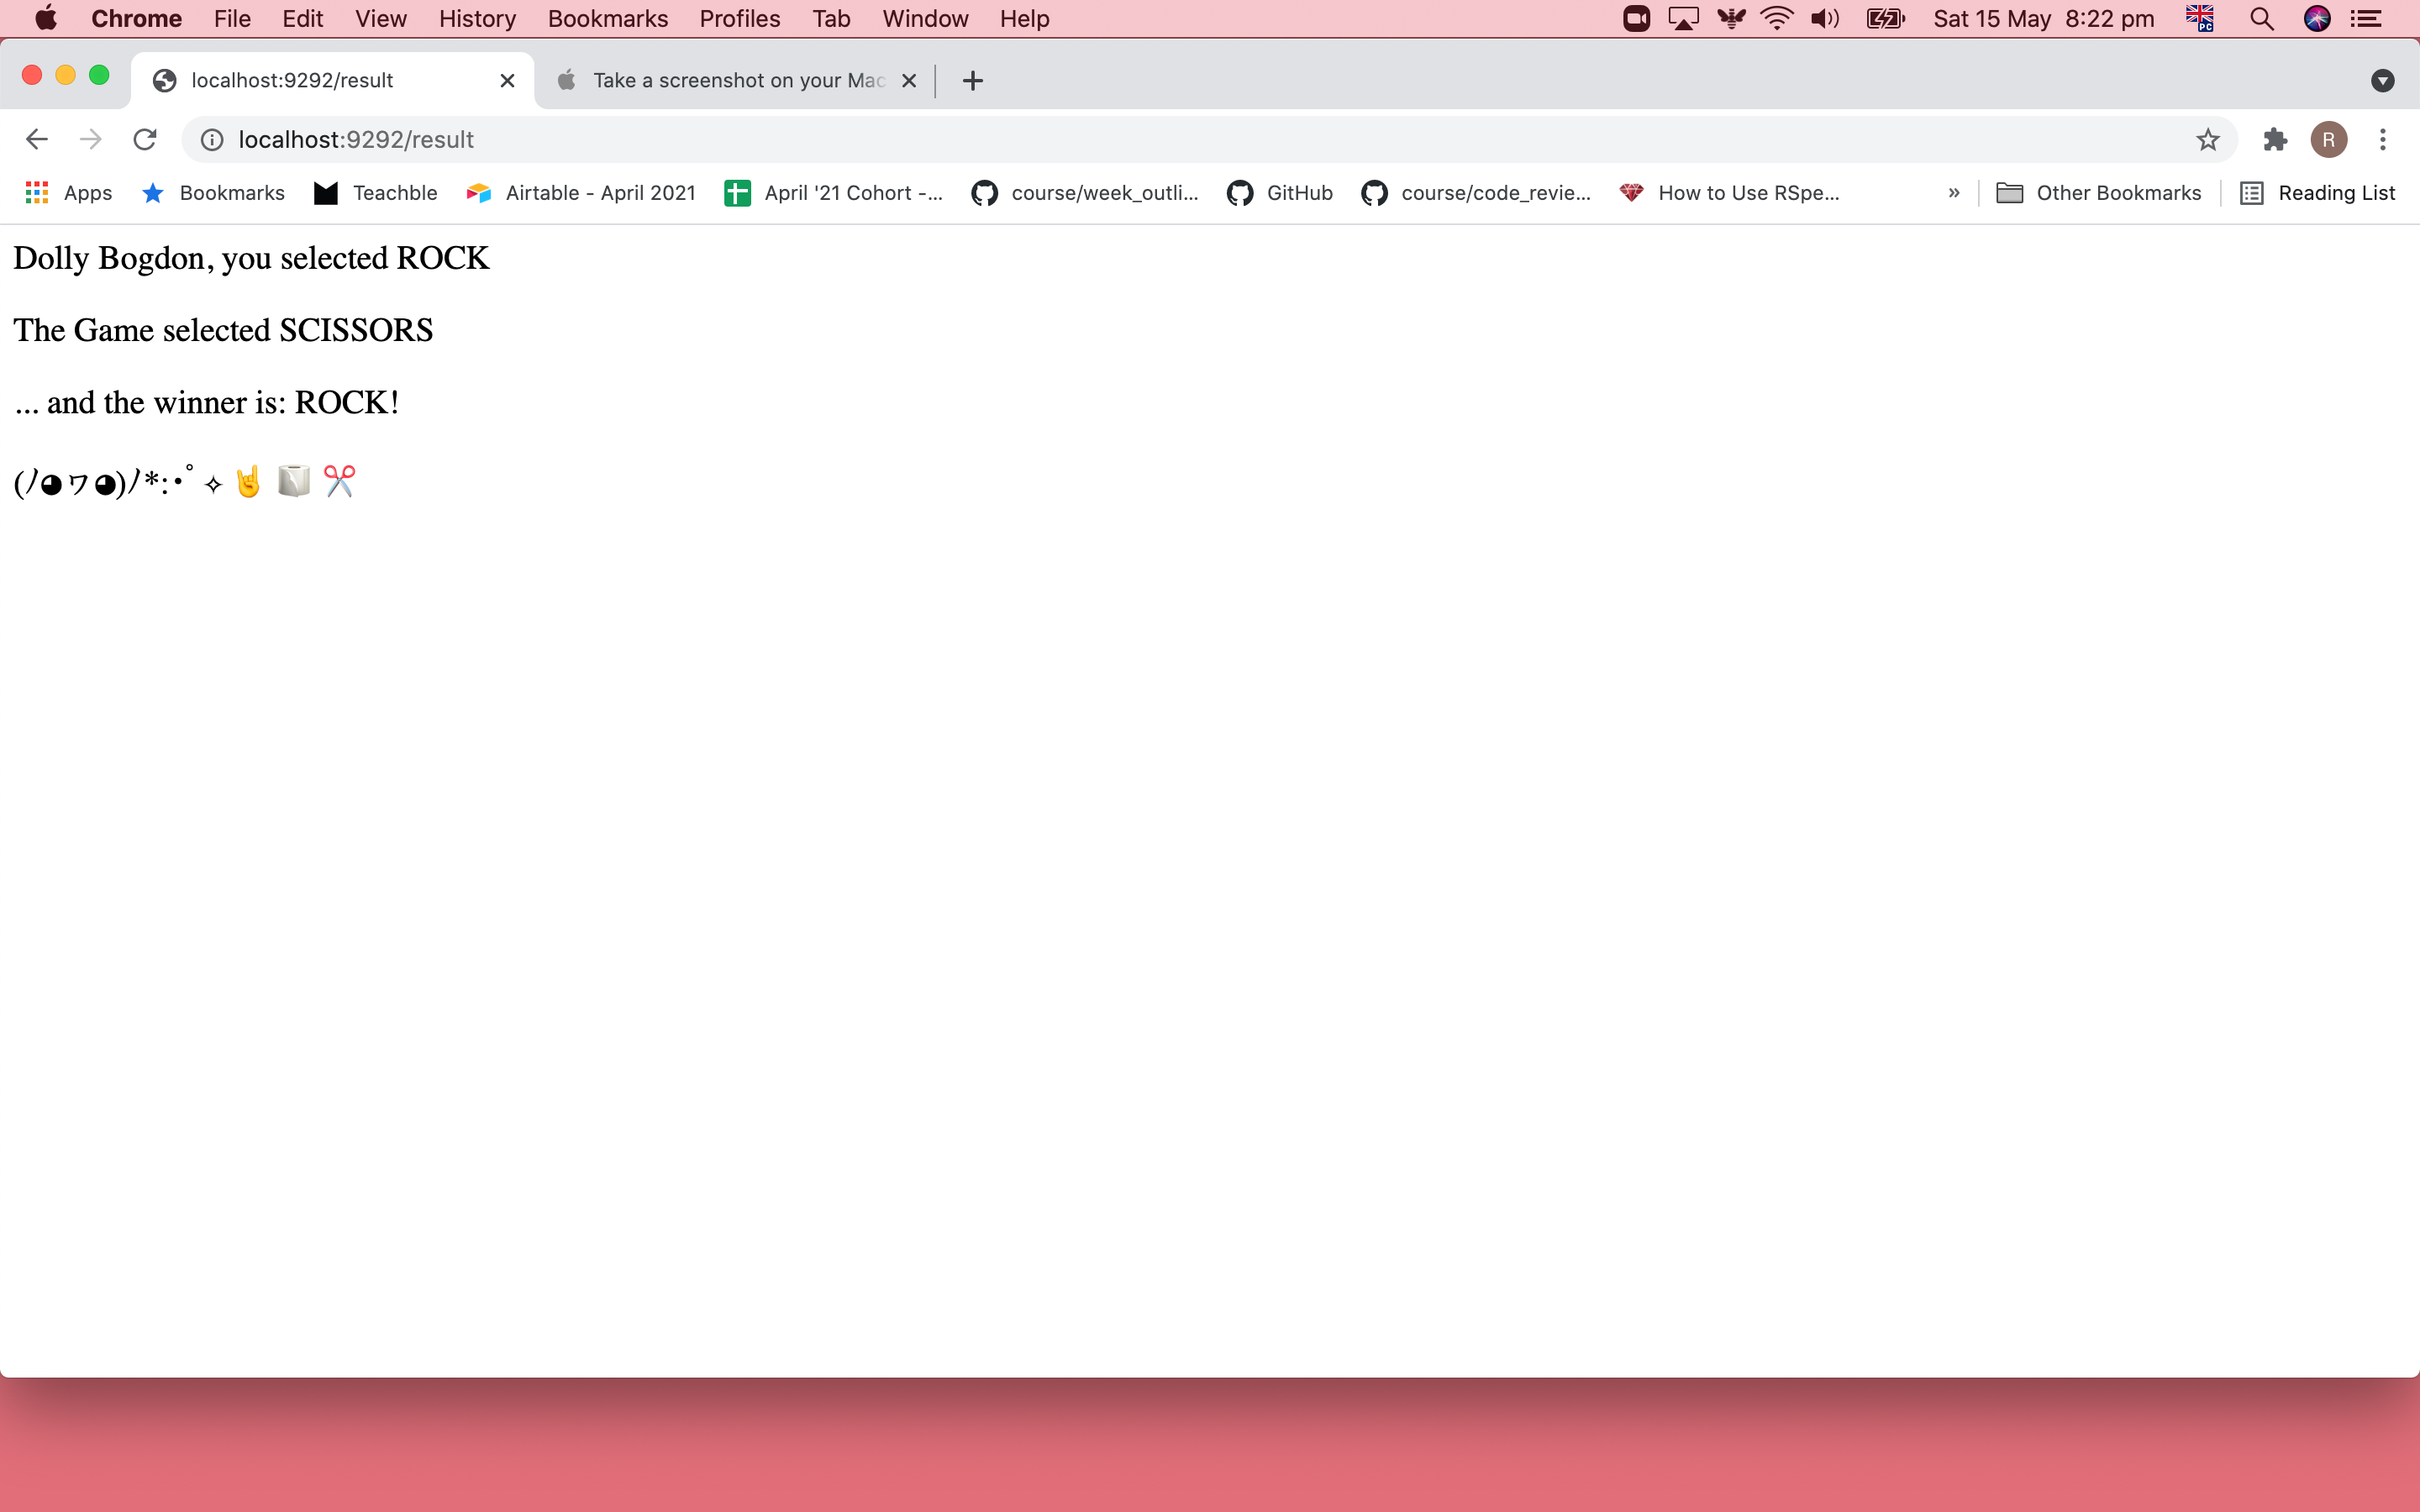 Chrome File Edit View History Bookmarks Profiles Tab Window Help Sat 15 May 8:22 pm PC
localhost:9292/result Take a screenshot on your Mac
localhost:9292/result R
Apps Bookmarks Teachble Airtable - April 2021 April '21 Cohort -... course/week_outli... GitHub course/code_revie... How to Use RSpe... » Other Bookmarks Reading List
Dolly Bogdon, you selected ROCK
The Game selected SCISSORS
... and the winner is: ROCK!
(ﾉ◕ヮ◕)ﾉ*:・ﾟ✧ 🤘 🧻 ✂️